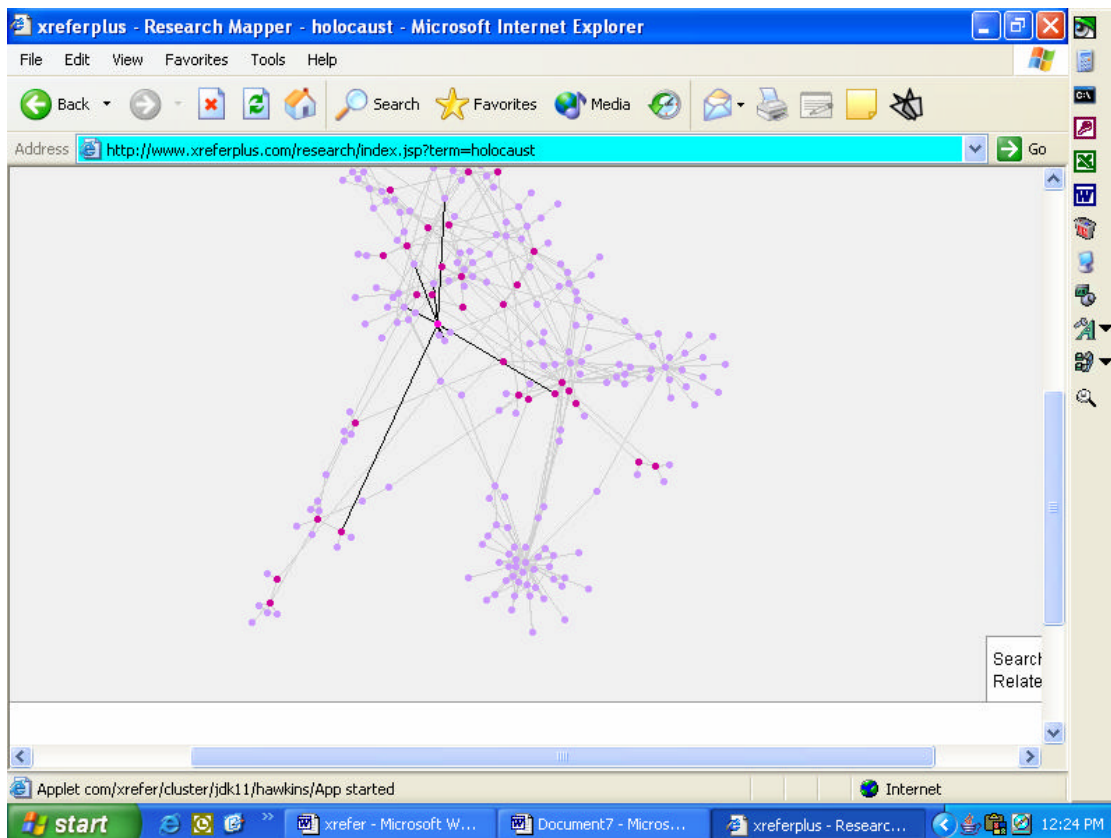 xreferplus - Research Mapper - holocaust - Microsoft Internet Explorer
File Edit View Favorites Tools Help
Back Search Favorites Media
Address http://www.xreferplus.com/research/index.jsp?term=holocaust Go
C:\
Search
Relate
Applet com/xrefer/cluster/jdk11/hawkins/App started Internet
start xrefer - Microsoft W... Document7 - Micros... xreferplus - Researc... 12:24 PM